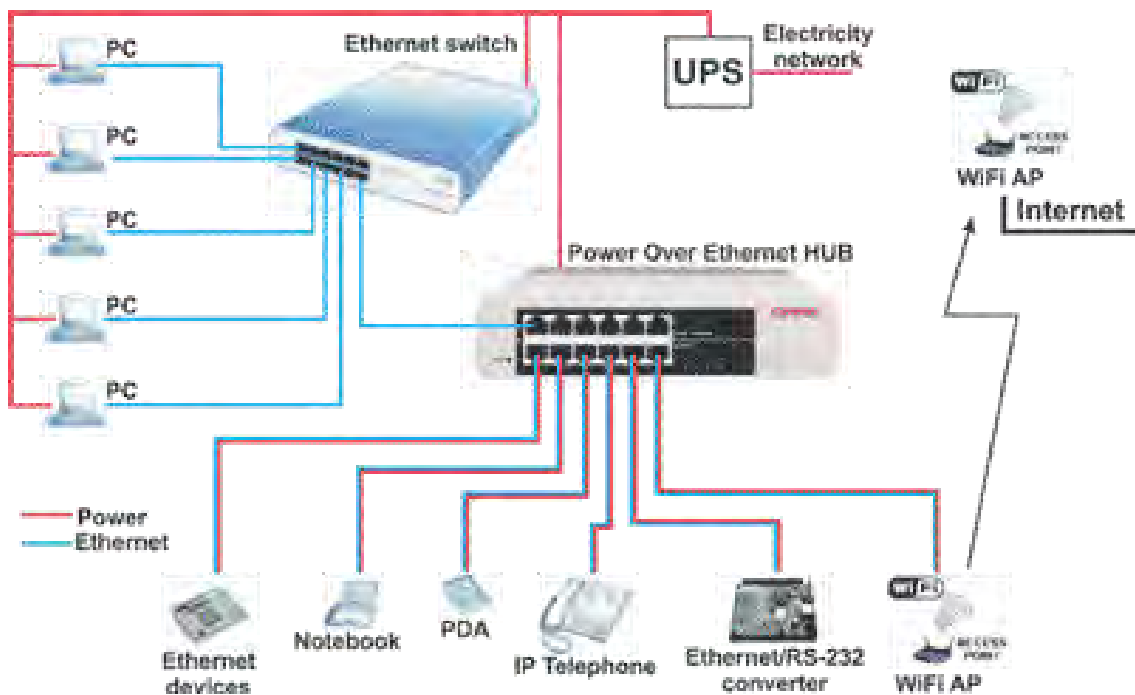 PC
Ethernet switch
UPS
Electricity
network
PC
WiFi
ACCESS
POINT
WiFi AP
Internet
PC
Power Over Ethernet HUB
PC
PC
Power
Ethernet
WiFi
ACCESS
POINT
Ethernet
devices
Notebook
PDA
IP Telephone
Ethernet/RS-232
converter
WiFi AP